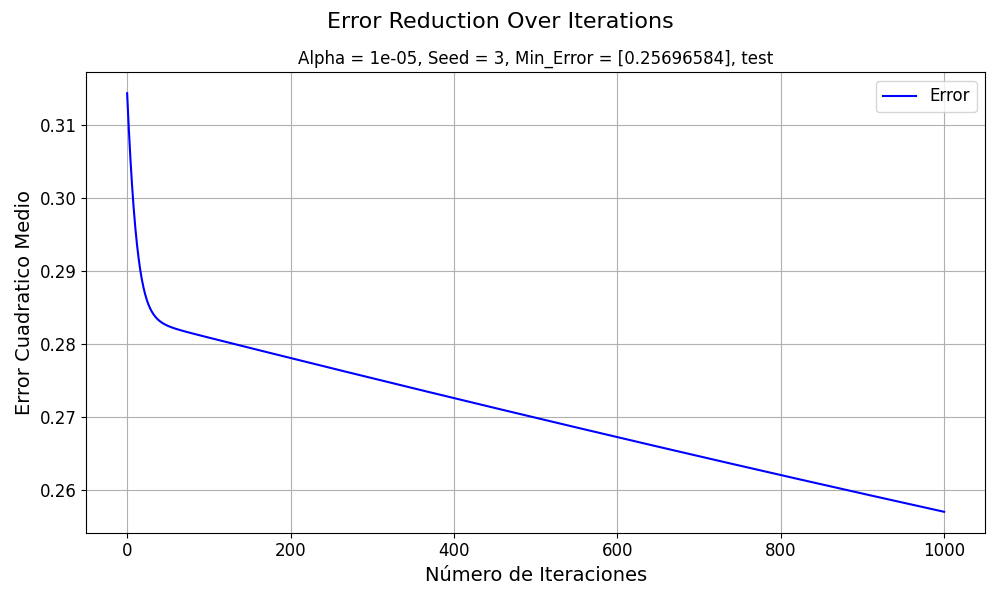 Error Reduction Over Iterations
Alpha = 1e-05, Seed = 3, Min_Error = [0.25696584], test
Error
Error Cuadratico Medio
0.31
0.30
0.29
0.28
0.27
0.26
0
200
400
600
800
1000
Número de Iteraciones